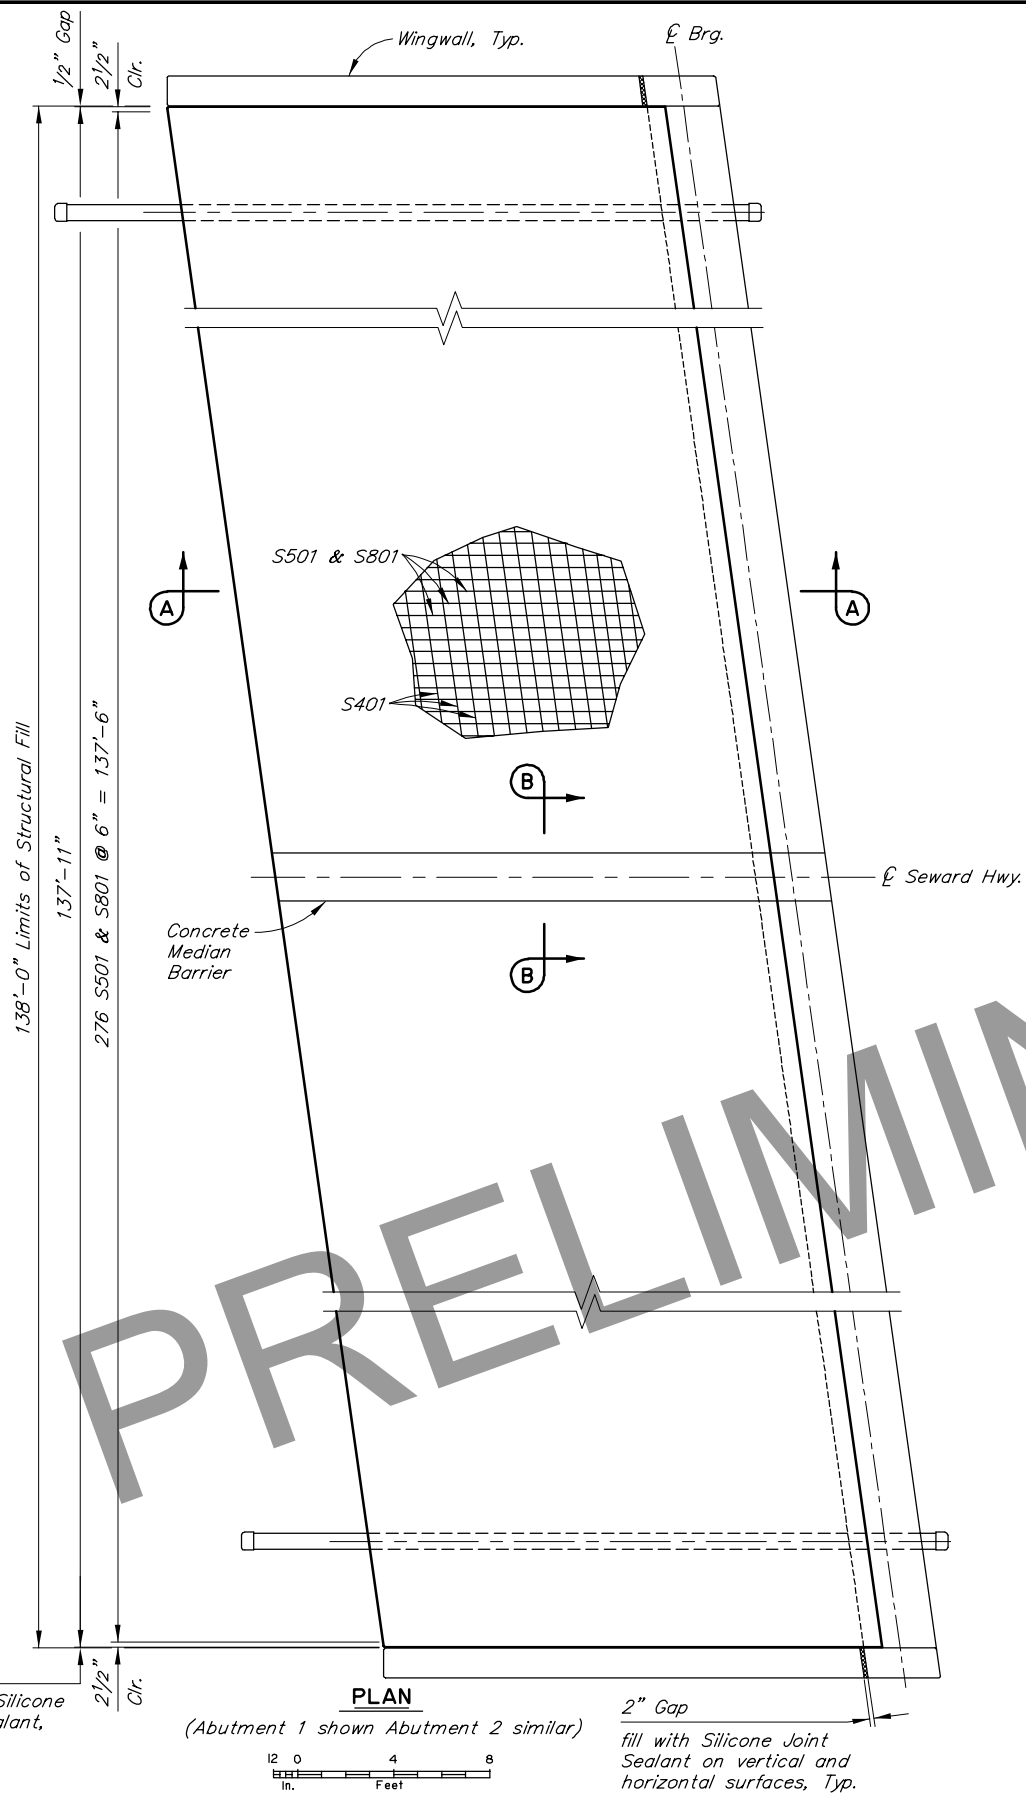 1/2" Gap
2 1/2"
Clr.
Wingwall, Typ.
℄ Brg.
S501 & S801
A
A
S401
138'-0" Limits of Structural Fill
137'-11"
276 S501 & S801 @ 6" = 137'-6"
B
℄ Seward Hwy.
Concrete
Median
Barrier
B
PRELIMIN
2 1/2"
Clr.
Silicone
alant,
PLAN
(Abutment 1 shown Abutment 2 similar)
12 0 4 8
In. Feet
2" Gap
fill with Silicone Joint
Sealant on vertical and
horizontal surfaces, Typ.